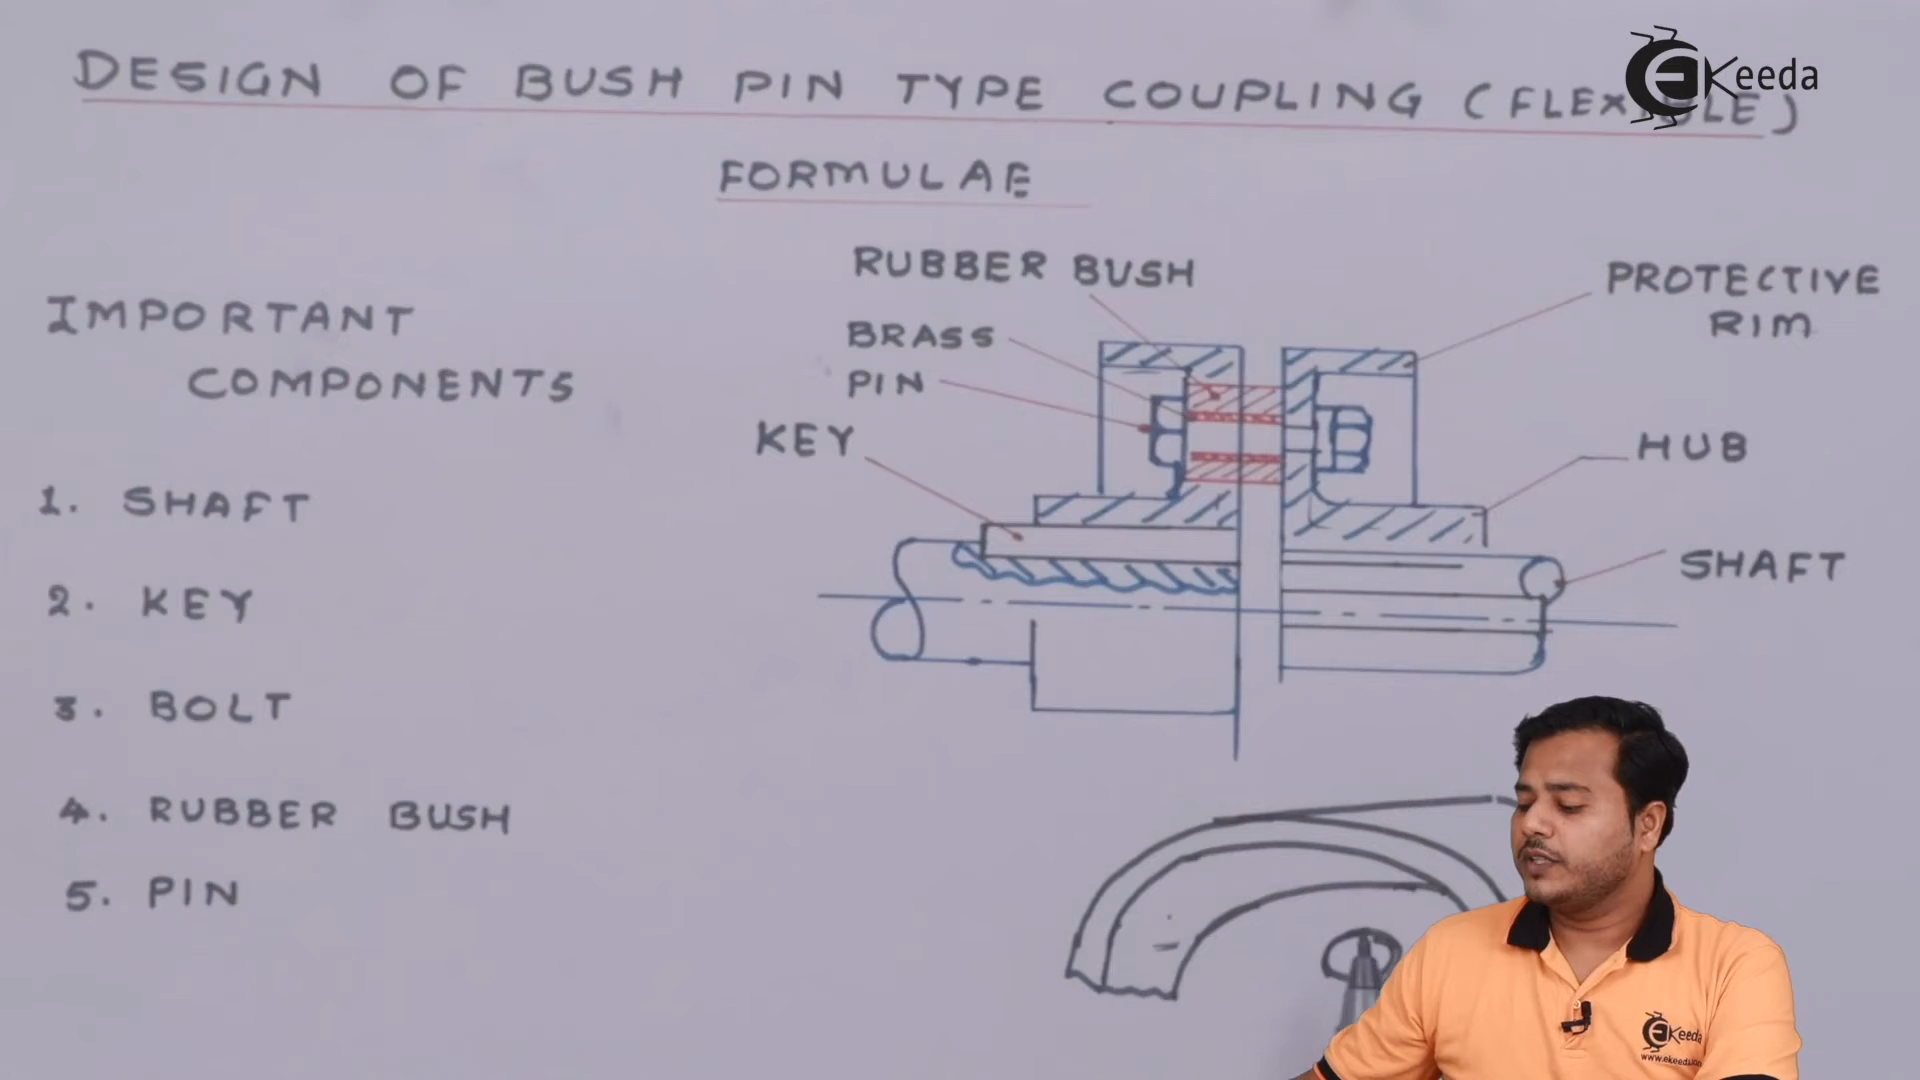 DESIGN OF BUSH PIN TYPE COUPLING (FLEXIBLE)
EKeeda
FORMULAE
IMPORTANT
COMPONENTS
1. SHAFT
2. KEY
3. BOLT
4. RUBBER BUSH
5. PIN
RUBBER BUSH
BRASS
PIN
KEY
PROTECTIVE
RIM
HUB
SHAFT
EKeeda